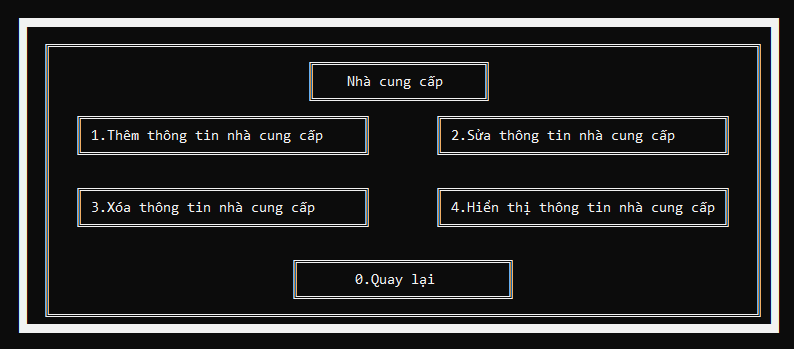 Nhà cung cấp
1.Thêm thông tin nhà cung cấp
2.Sửa thông tin nhà cung cấp
3.Xóa thông tin nhà cung cấp
4.Hiển thị thông tin nhà cung cấp
0.Quay lại